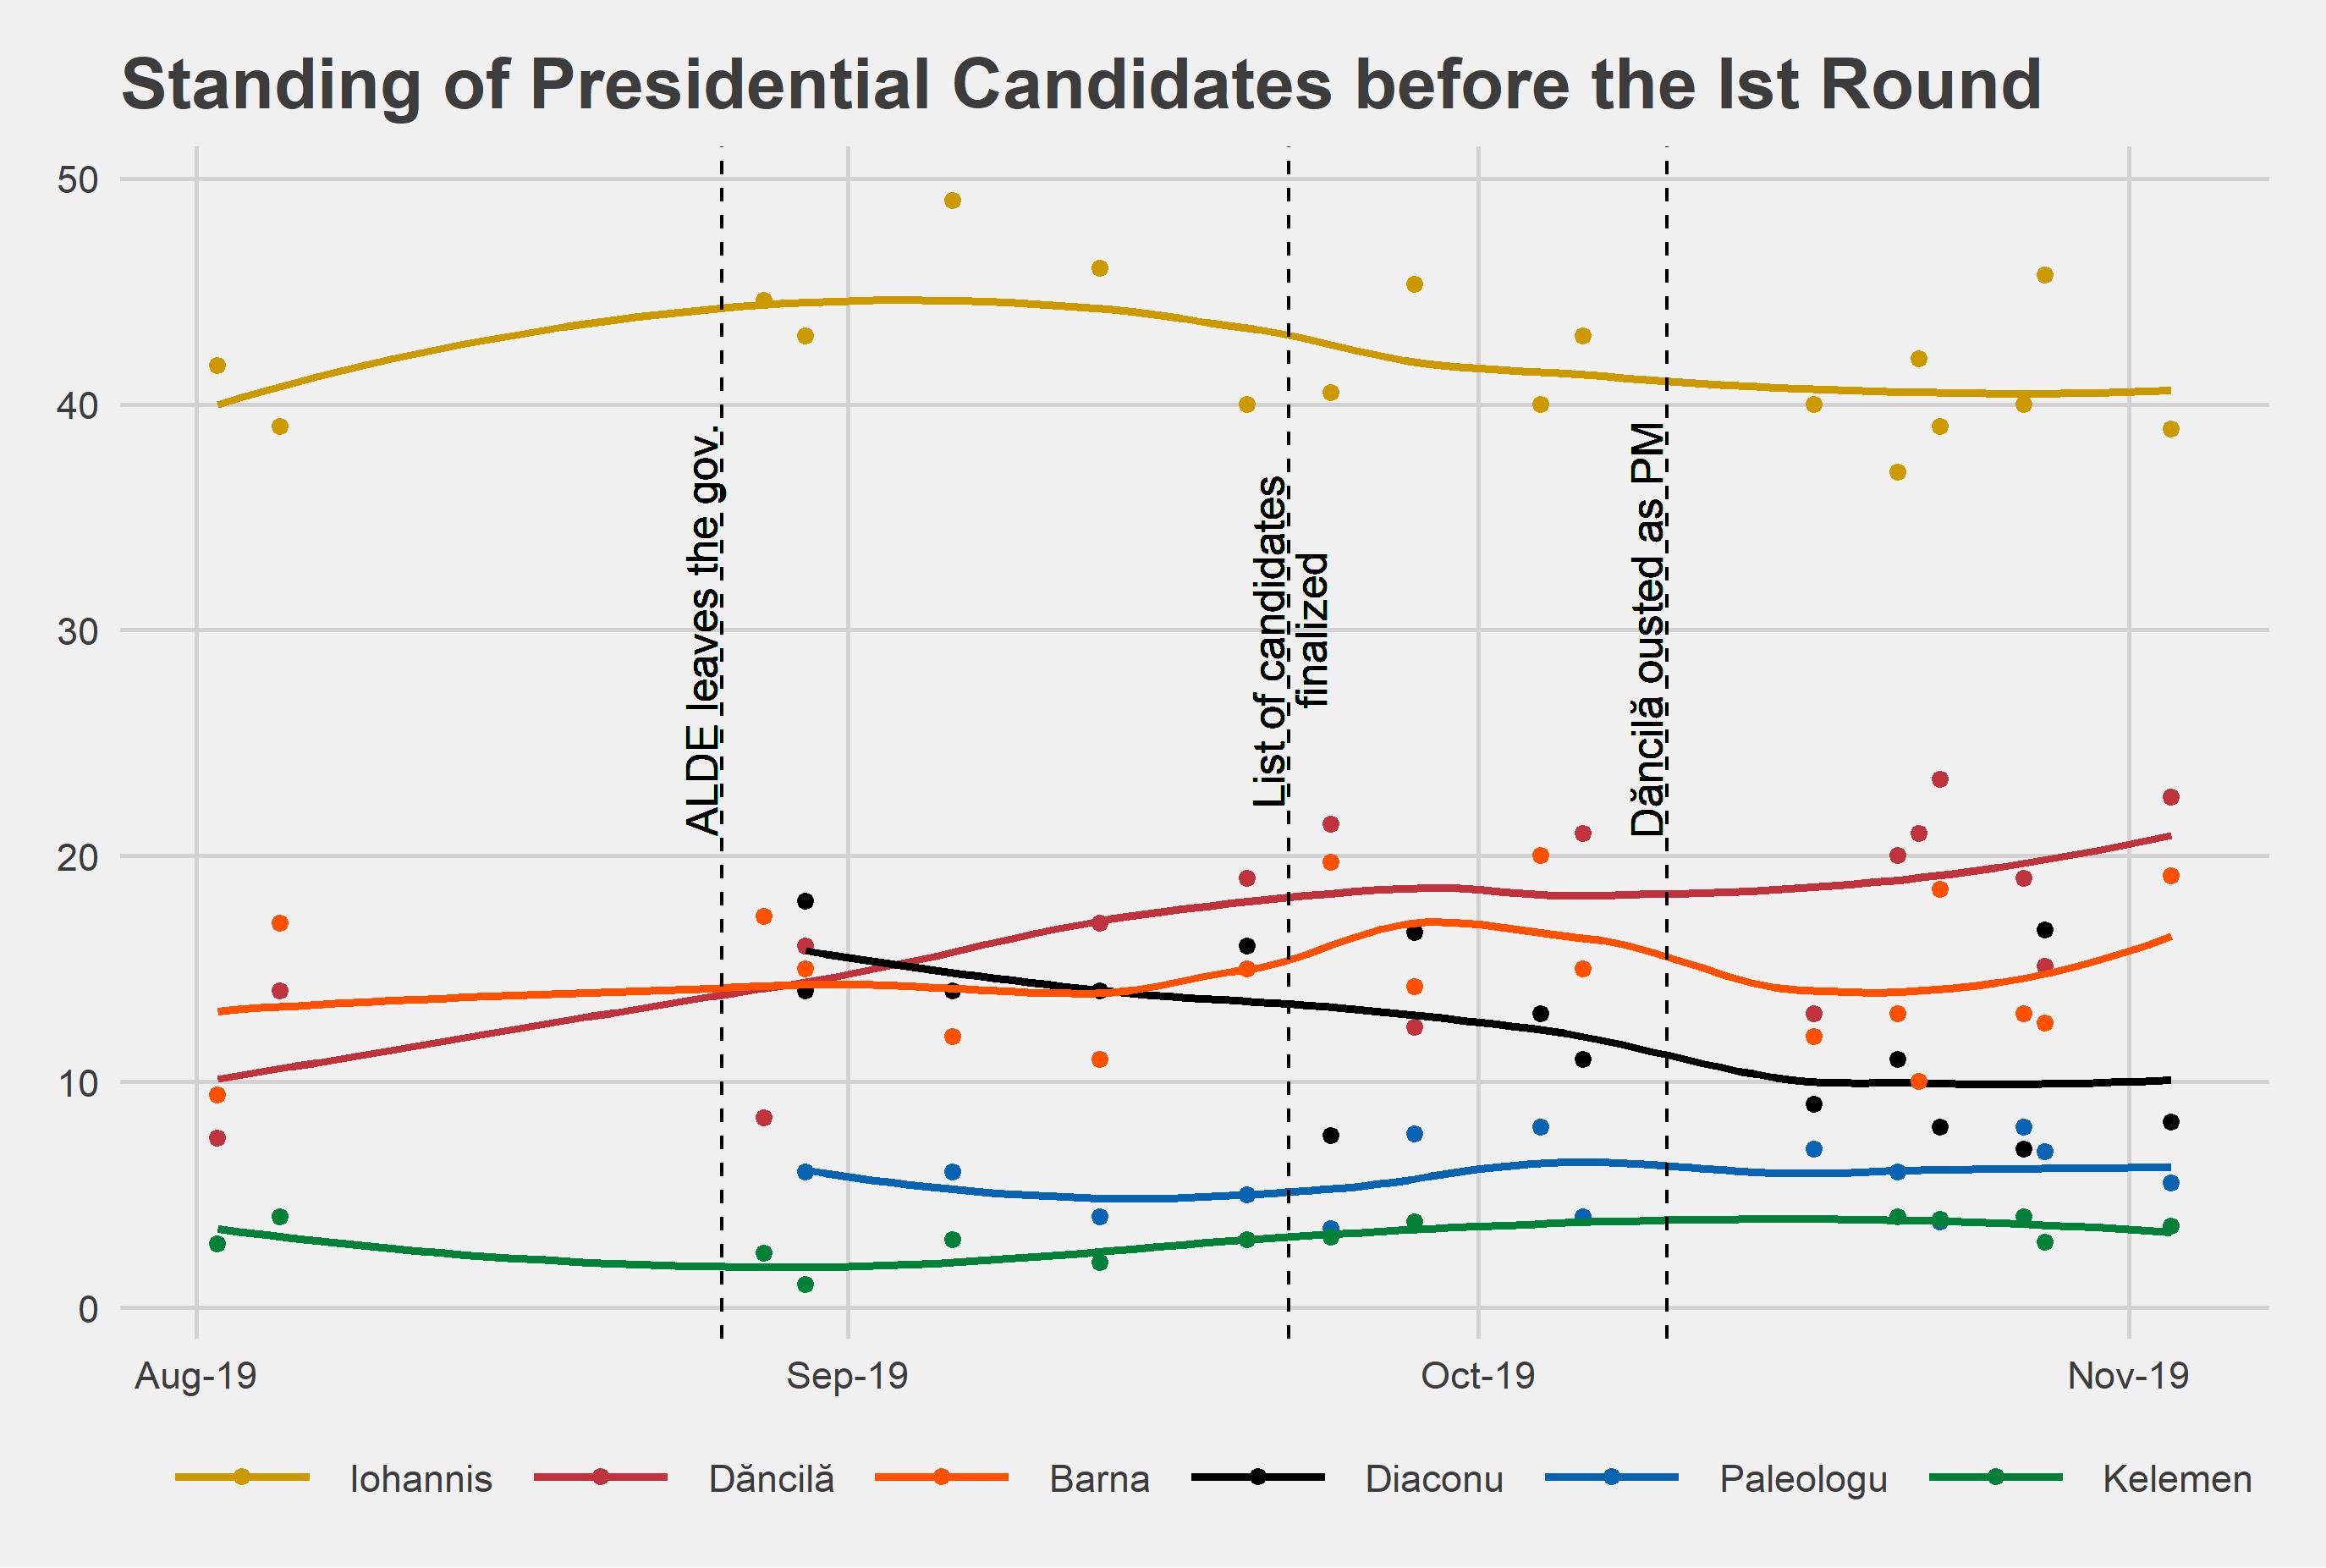 Standing of Presidential Candidates before the Ist Round
50
40
30
20
10
0
ALDE leaves the gov.
List of candidates
finalized
Dăncilă ousted as PM
Aug-19
Sep-19
Oct-19
Nov-19
Iohannis
Dăncilă
Barna
Diaconu
Paleologu
Kelemen